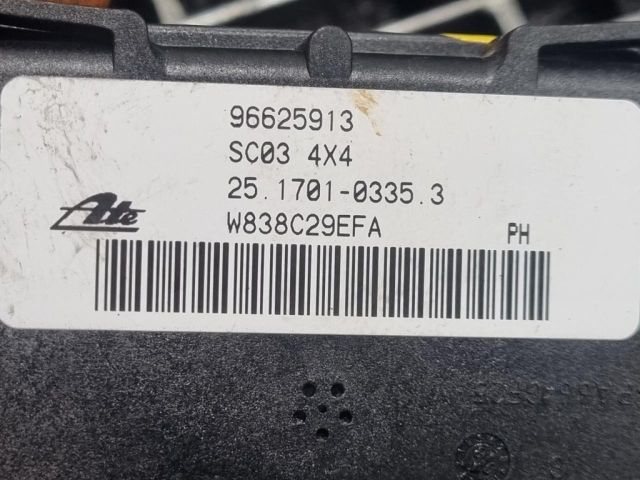 96625913
SC03 4X4
25.1701-0335.3
Ate
W838C29EFA PH